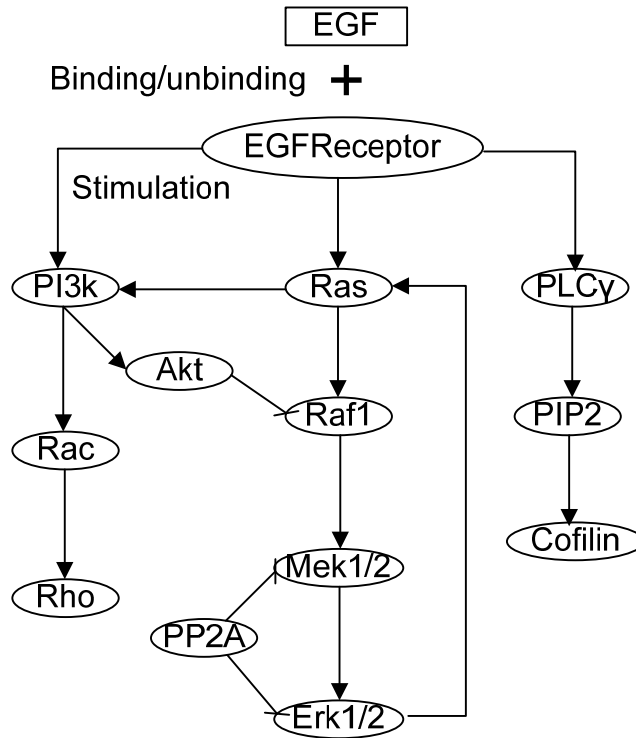 EGF
Binding/unbinding +
EGFReceptor
Stimulation
PI3k
Ras
PLCγ
Akt
Raf1
PIP2
Rac
Cofilin
Mek1/2
Rho
PP2A
Erk1/2